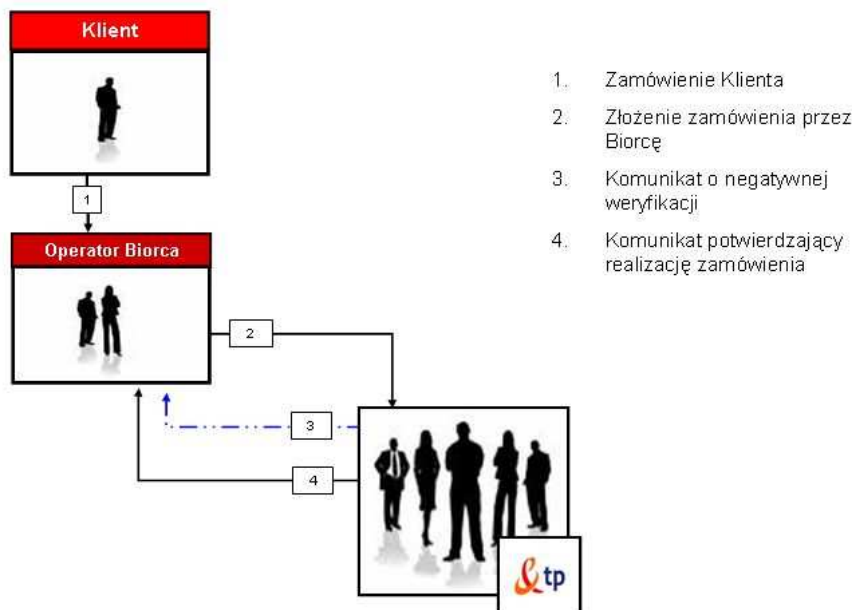 Klient
1
Operator Biorca
2
3
4
&tp
1. Zamówienie Klienta
2. Złożenie zamówienia przez
Biorcę
3. Komunikat o negatywnej
weryfikacji
4. Komunikat potwierdzający
realizację zamówienia